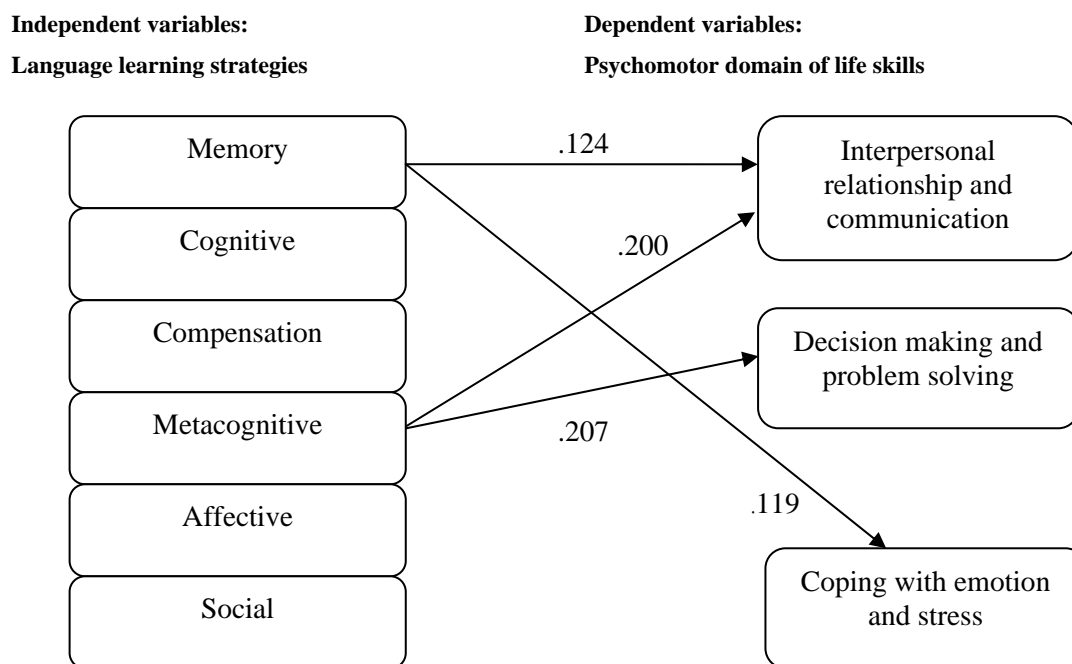 Independent variables:
Dependent variables:
Language learning strategies
Psychomotor domain of life skills
Memory
.124
Interpersonal
relationship and
communication
Cognitive
.200
Compensation
Decision making and
problem solving
Metacognitive
.207
Affective
.119
Social
Coping with emotion
and stress